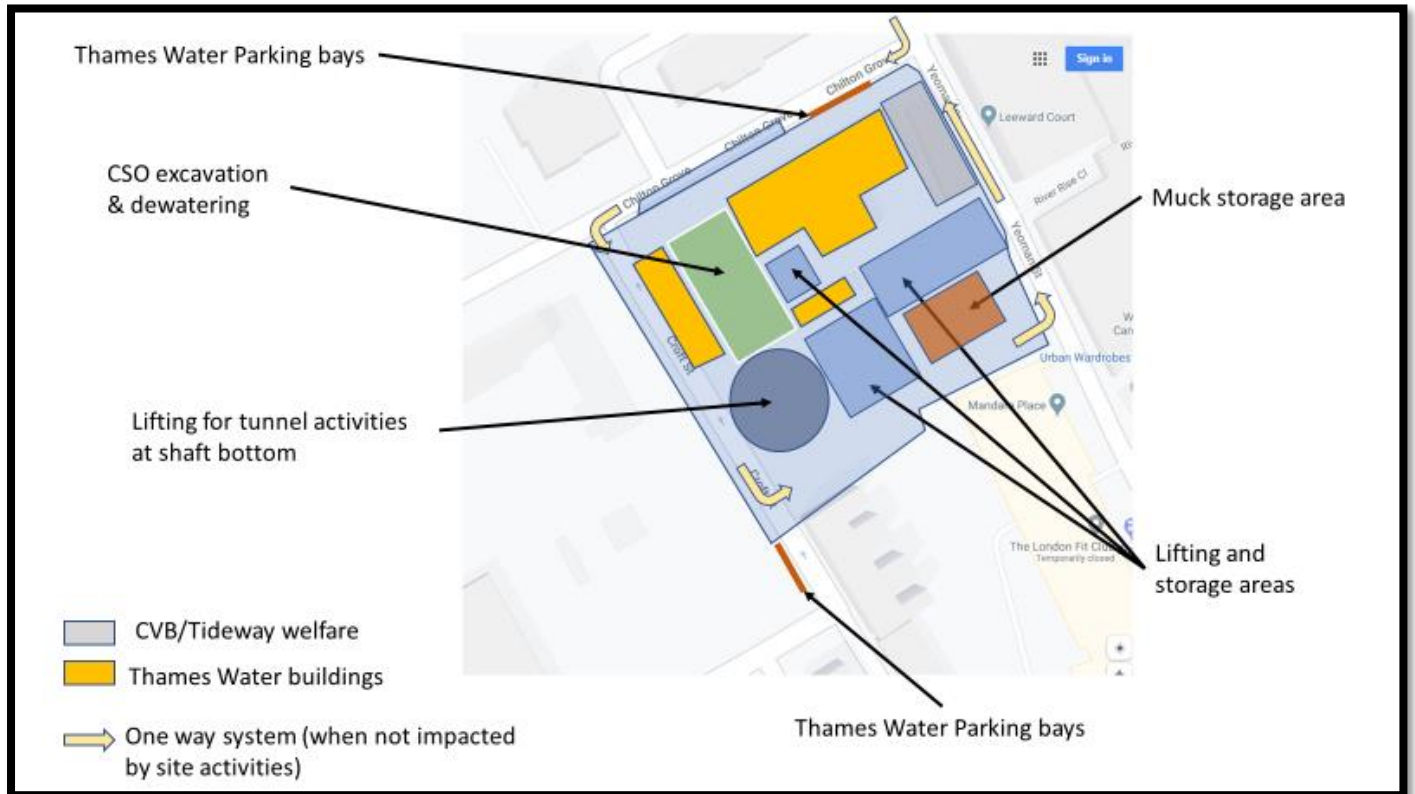 Thames Water Parking bays
Sign in
Chilton Grove
Leeward Court
Chilton Grove
CSO excavation
& dewatering
Chilton Grove
River Rise Cl
Muck storage area
Yeoman St
Croft St
Urban Wardrobes
Mandara Place
Lifting for tunnel activities
at shaft bottom
The London Fit Club
Temporarily closed
Lifting and
storage areas
CVB/Tideway welfare
Thames Water buildings
Thames Water Parking bays
One way system (when not impacted
by site activities)